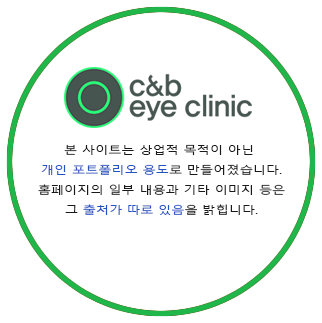 c&b
eye clinic
본 사이트는 상업적 목적이 아닌
개인 포트폴리오 용도로 만들어졌습니다.
홈페이지의 일부 내용과 기타 이미지 등은
그 출처가 따로 있음을 밝힙니다.